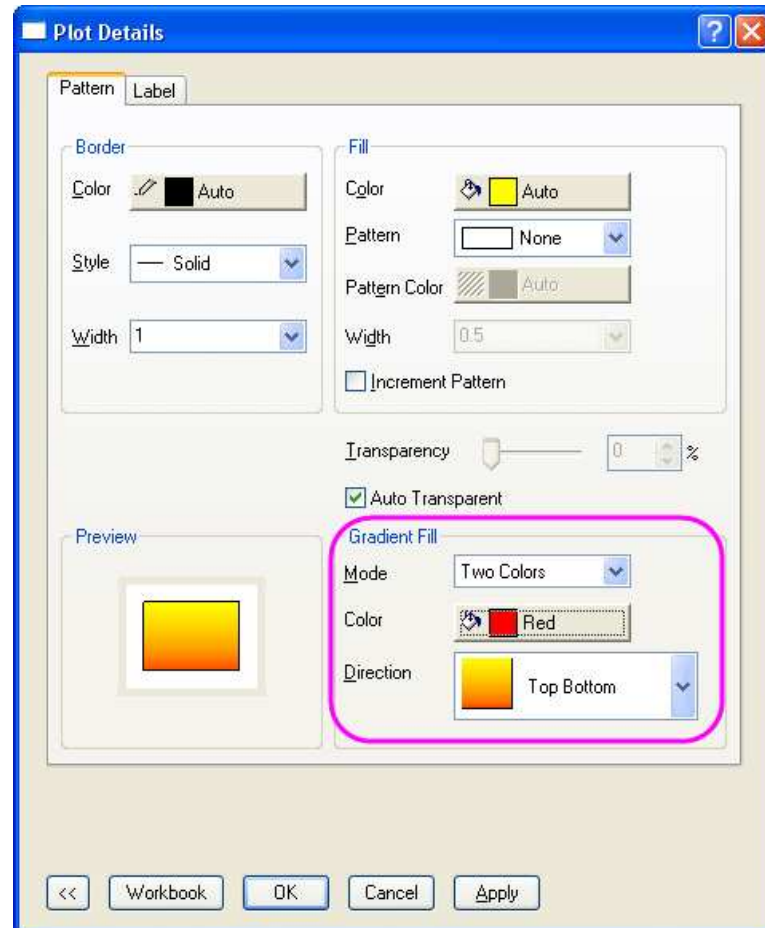 Plot Details
Pattern Label
Border
Color Auto
Style Solid
Width 1
Fill
Color Auto
Pattern None
Pattern Color Auto
Width 0.5
Increment Pattern
Transparency 0 %
Auto Transparent
Preview
Gradient Fill
Mode Two Colors
Color Red
Direction Top Bottom
<< Workbook OK Cancel Apply